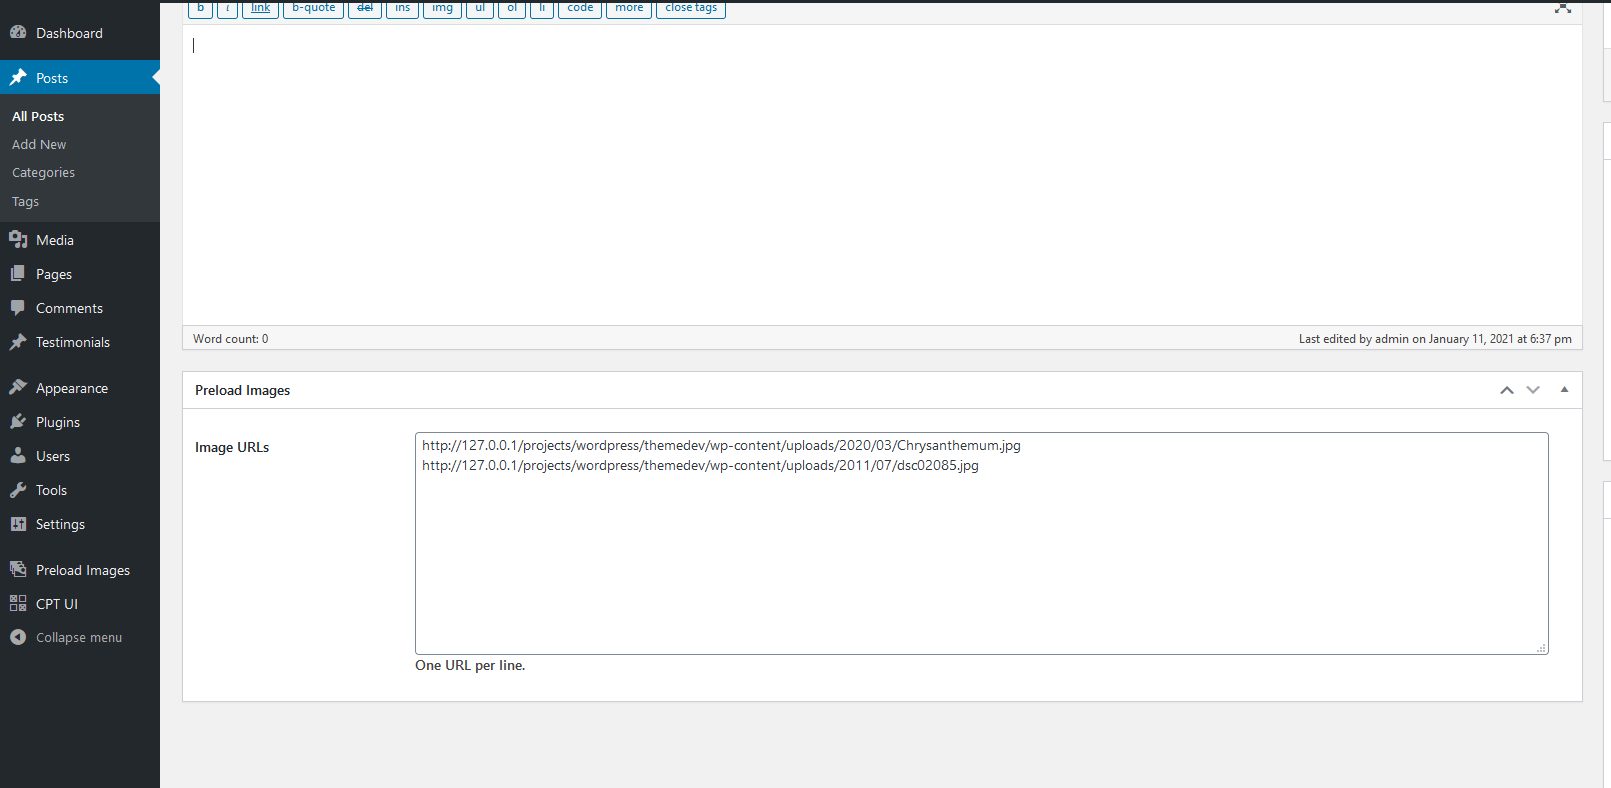 Dashboard
Posts
All Posts
Add New
Categories
Tags
Media
Pages
Comments
Testimonials
Appearance
Plugins
Users
Tools
Settings
Preload Images
CPT UI
Collapse menu
b i link b-quote del ins img ul ol li code more close tags
Word count: 0 Last edited by admin on January 11, 2021 at 6:37 pm
Preload Images
Image URLs
http://127.0.0.1/projects/wordpress/themedev/wp-content/uploads/2020/03/Chrysanthemum.jpg
http://127.0.0.1/projects/wordpress/themedev/wp-content/uploads/2011/07/dsc02085.jpg
One URL per line.